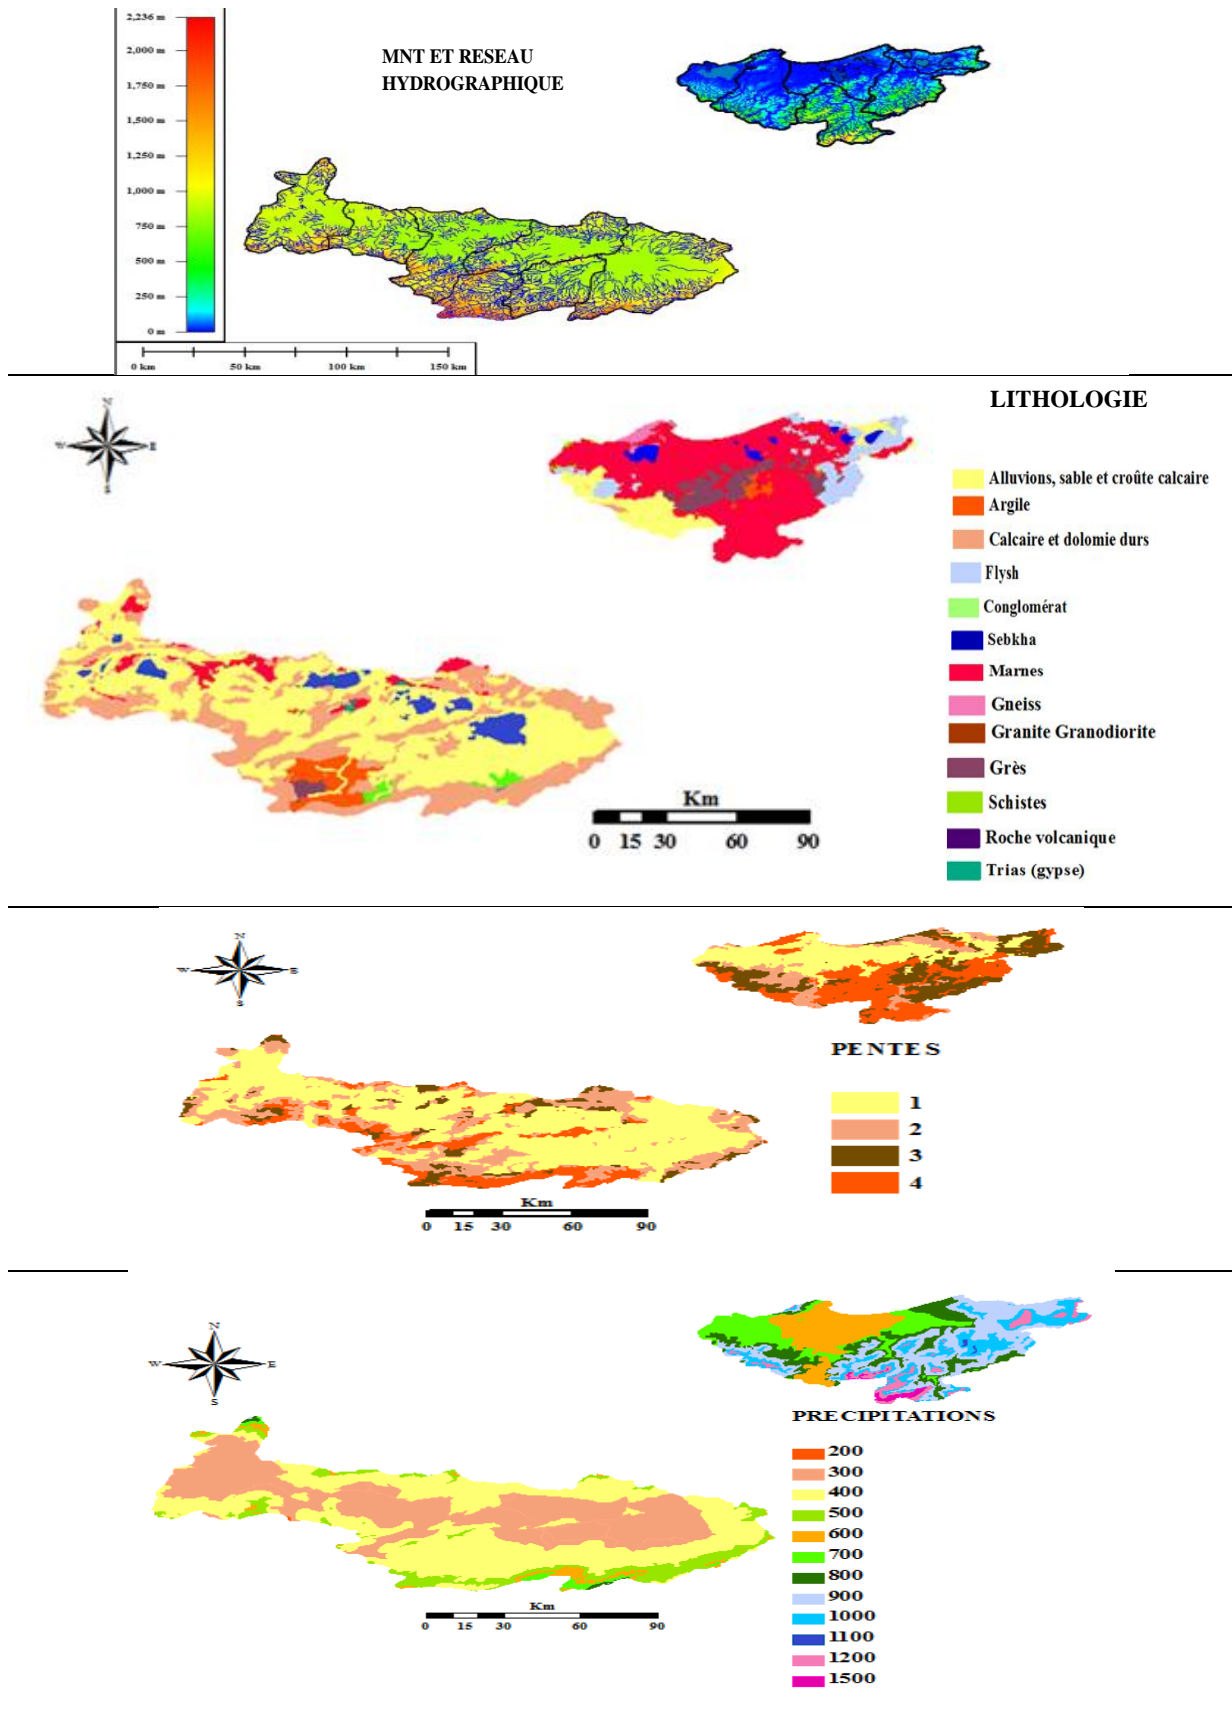 2,236 m
2,000 m
1,750 m
1,500 m
1,250 m
1,000 m
750 m
500 m
250 m
0 m
MNT ET RESEAU
HYDROGRAPHIQUE
0 km 50 km 100 km 150 km
N
W E
S
LITHOLOGIE
Alluvions, sable et croûte calcaire
Argile
Calcaire et dolomie durs
Flysh
Conglomérat
Sebkha
Marnes
Gneiss
Granite Granodiorite
Grès
Schistes
Roche volcanique
Trias (gypse)
Km
0 15 30 60 90
N
W E
S
PENTES
1
2
3
4
Km
0 15 30 60 90
N
W E
S
PRECIPITATIONS
200
300
400
500
600
700
800
900
1000
1100
1200
1500
Km
0 15 30 60 90